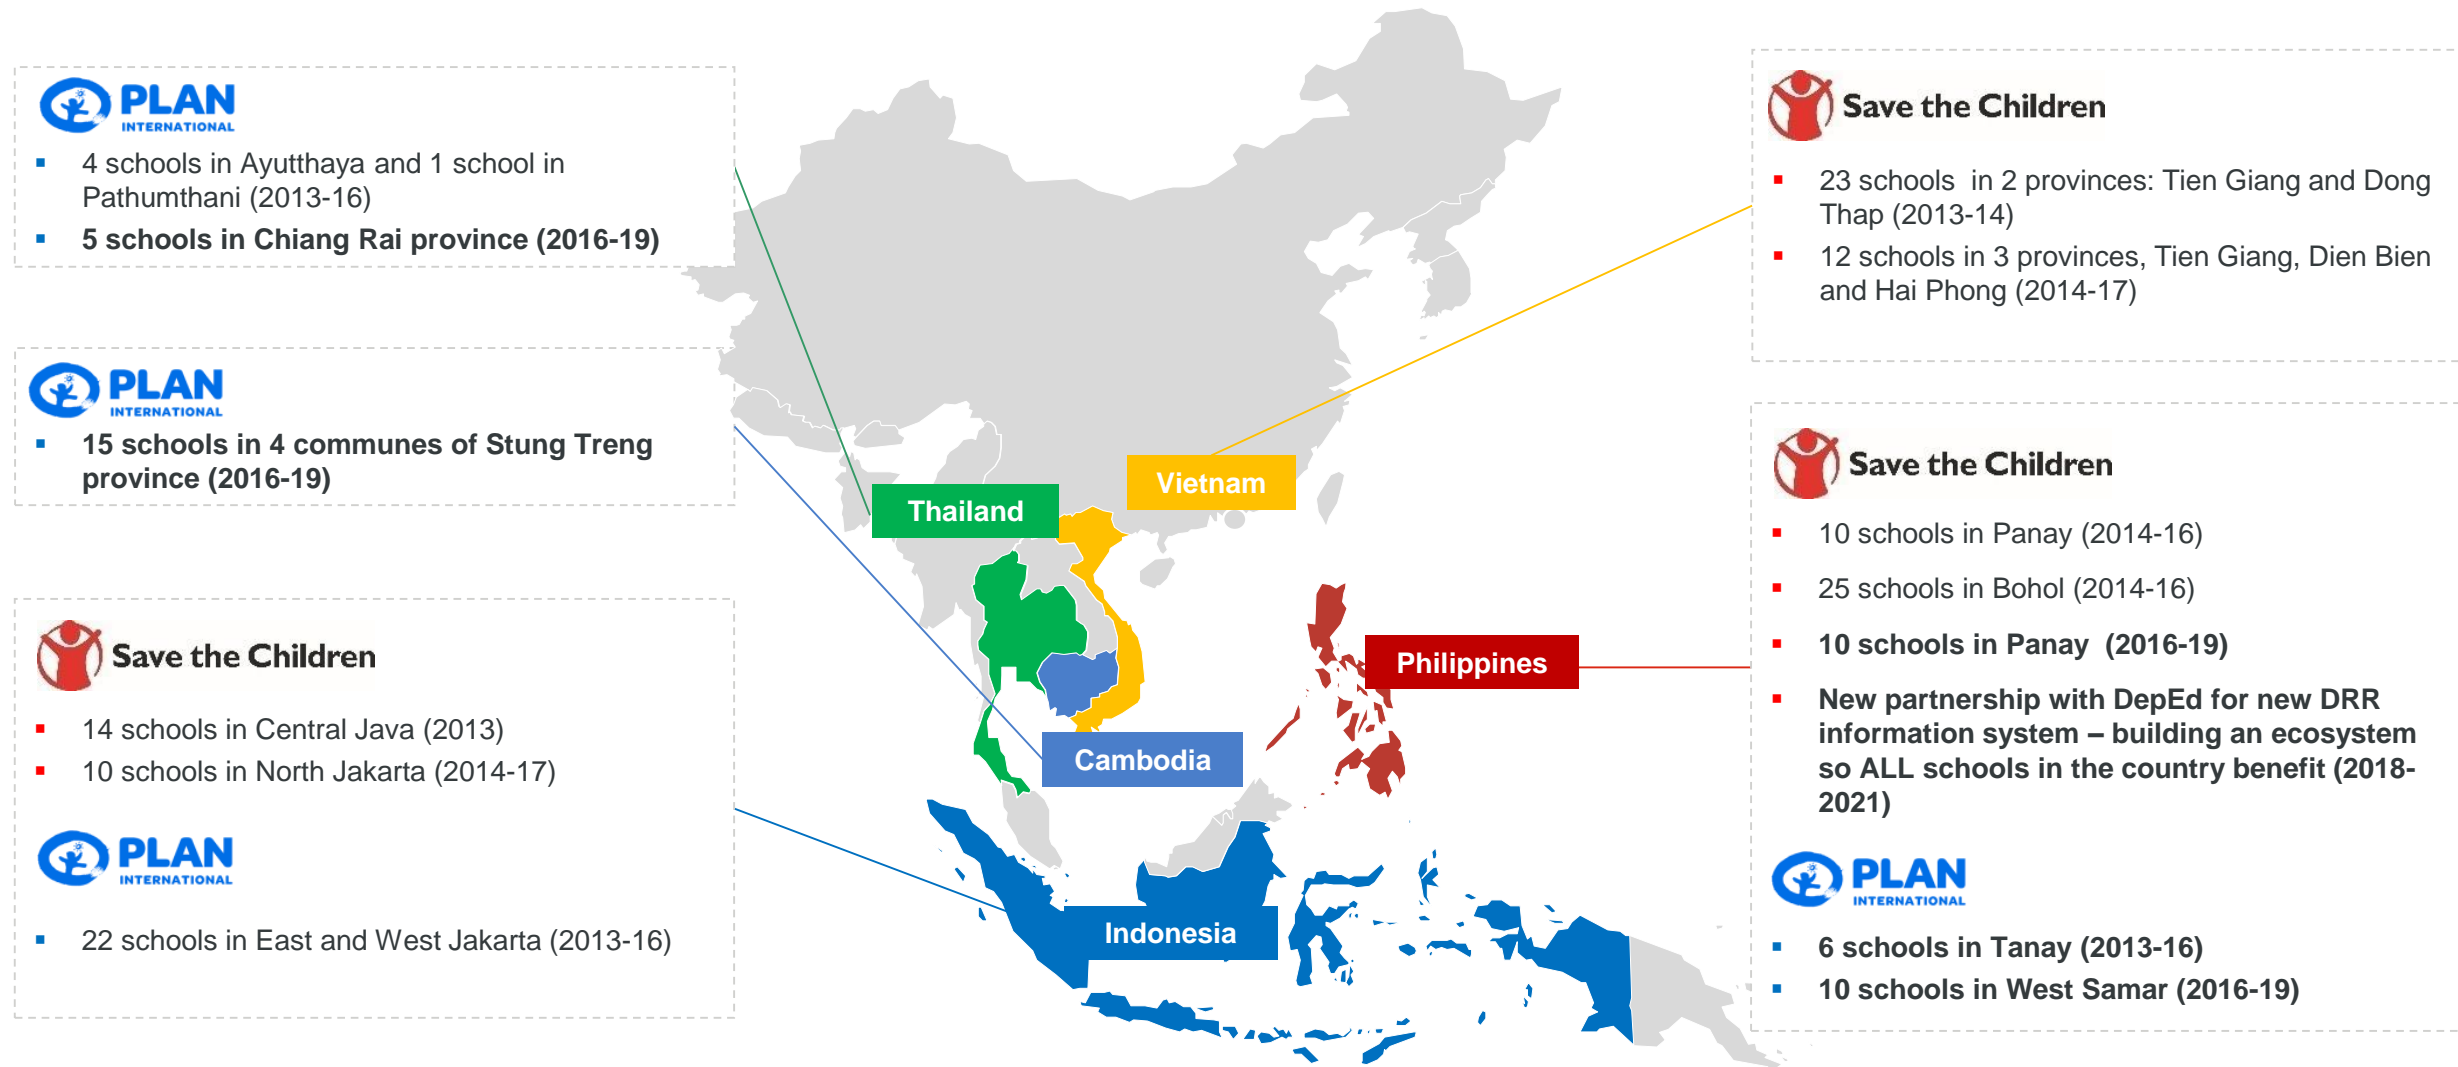 PLAN
INTERNATIONAL
▪ 4 schools in Ayutthaya and 1 school in
Pathumthani (2013-16)
▪ 5 schools in Chiang Rai province (2016-19)
PLAN
INTERNATIONAL
▪ 15 schools in 4 communes of Stung Treng
province (2016-19)
Save the Children
▪ 14 schools in Central Java (2013)
▪ 10 schools in North Jakarta (2014-17)
PLAN
INTERNATIONAL
▪ 22 schools in East and West Jakarta (2013-16)
Thailand
Vietnam
Philippines
Cambodia
Indonesia
Save the Children
▪ 23 schools  in 2 provinces: Tien Giang and Dong
Thap (2013-14)
▪ 12 schools in 3 provinces, Tien Giang, Dien Bien
and Hai Phong (2014-17)
Save the Children
▪ 10 schools in Panay (2014-16)
▪ 25 schools in Bohol (2014-16)
▪ 10 schools in Panay  (2016-19)
▪ New partnership with DepEd for new DRR
information system – building an ecosystem
so ALL schools in the country benefit (2018-
2021)
PLAN
INTERNATIONAL
▪ 6 schools in Tanay (2013-16)
▪ 10 schools in West Samar (2016-19)